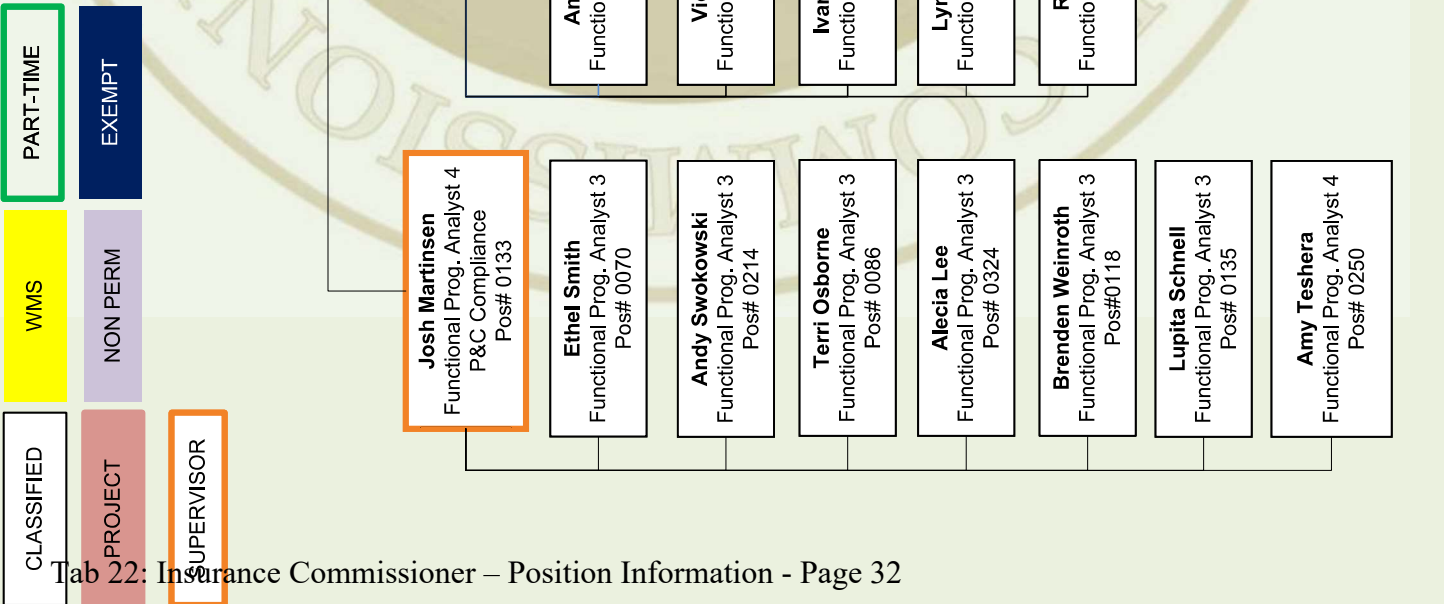 PART-TIME
EXEMPT
WMS
NON PERM
CLASSIFIED
PROJECT
SUPERVISOR
COMMISSION
Functio
Functio
Functio
Functio
Functio
Josh Martinsen
Functional Prog. Analyst 4
P&C Compliance
Pos# 0133
Ethel Smith
Functional Prog. Analyst 3
Pos# 0070
Andy Swokowski
Functional Prog. Analyst 3
Pos# 0214
Terri Osborne
Functional Prog. Analyst 3
Pos# 0086
Alecia Lee
Functional Prog. Analyst 3
Pos# 0324
Brenden Weinroth
Functional Prog. Analyst 3
Pos#0118
Lupita Schnell
Functional Prog. Analyst 3
Pos# 0135
Amy Teshera
Functional Prog. Analyst 4
Pos# 0250
Tab 22: Insurance Commissioner – Position Information - Page 32